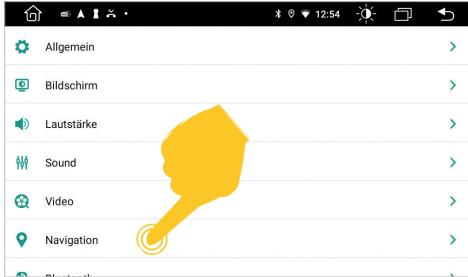 12:54
Allgemein
Bildschirm
Lautstärke
Sound
Video
Navigation